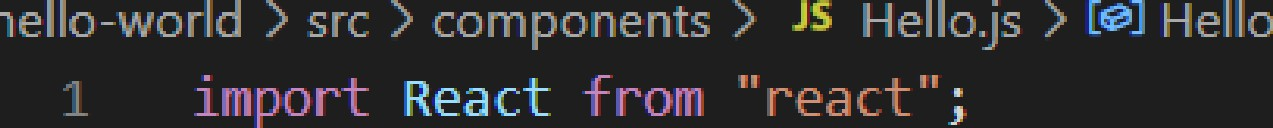 hello-world > src > components > JS Hello.js > Hello
1 import React from "react";